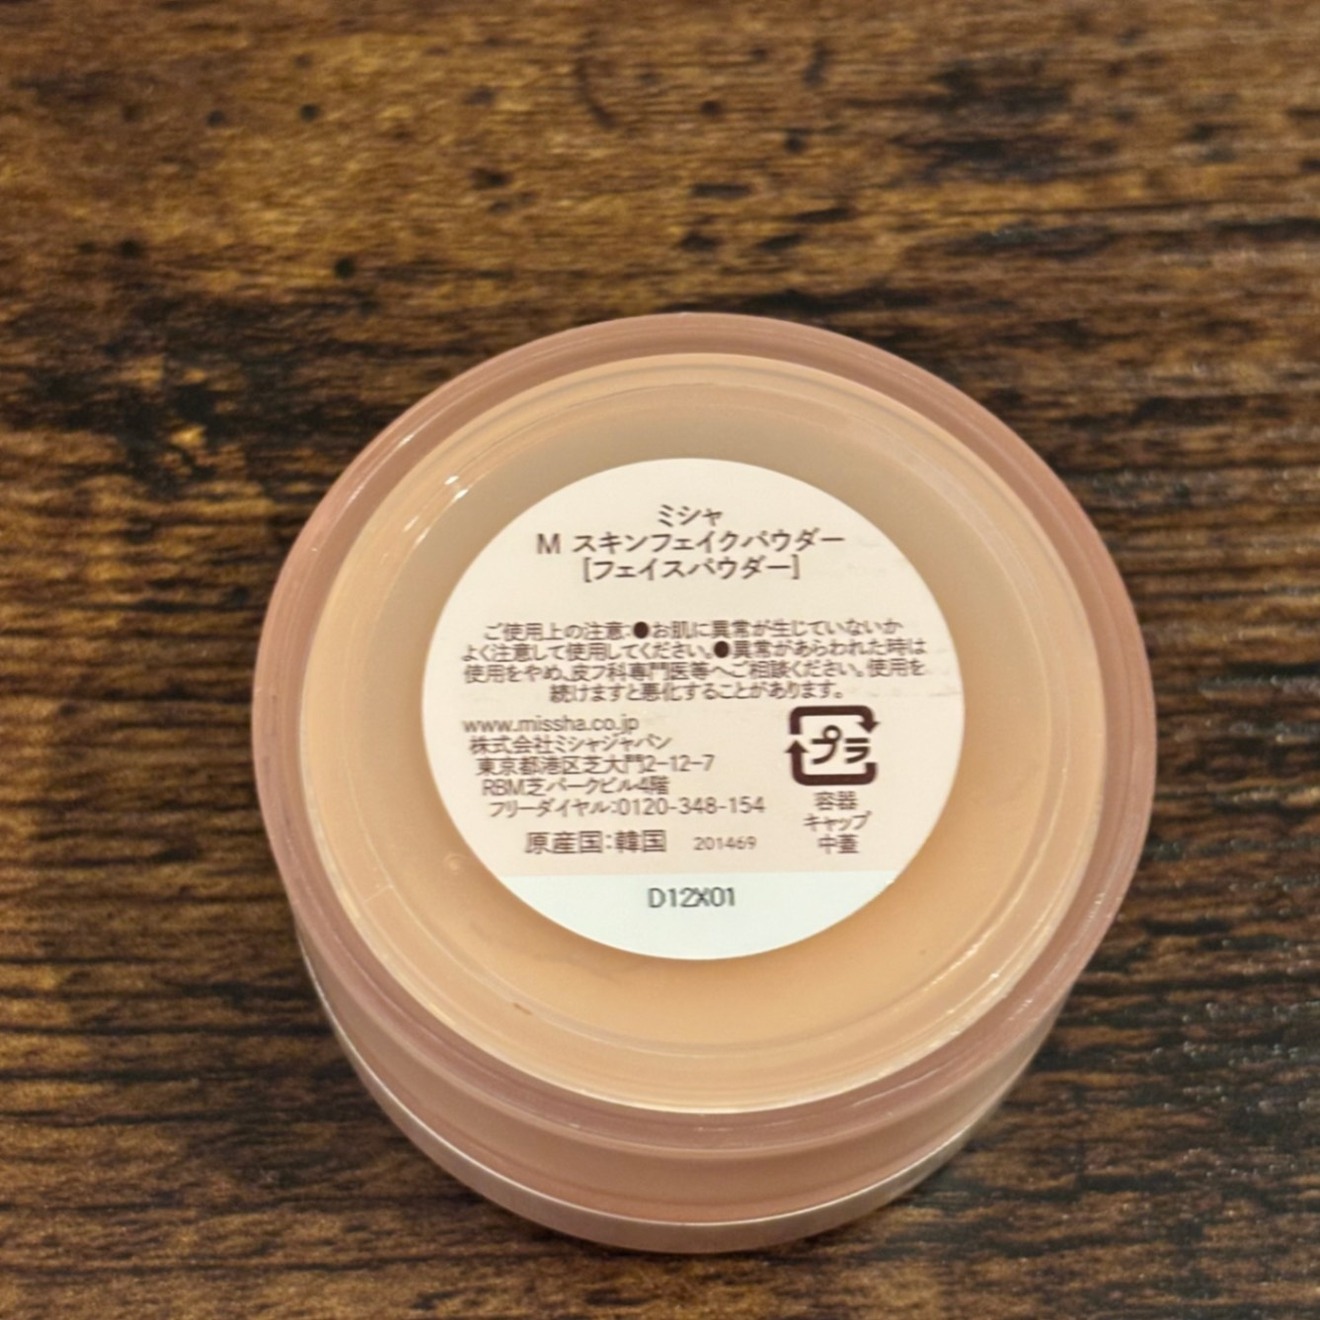 ミシャ
M スキンフェイクパウダー
[フェイスパウダー]
ご使用上の注意:●お肌に異常が生じていないか
よく注意して使用してください。●異常があらわれた時は
使用をやめ、皮フ科専門医等へご相談ください。使用を
続けますと悪化することがあります。
www.missha.co.jp
株式会社ミシャジャパン
東京都港区芝大門2-12-7
RBM芝パークビル4階
フリーダイヤル:0120-348-154
原産国:韓国 201469
プラ
容器
キャップ
中蓋
D12X01